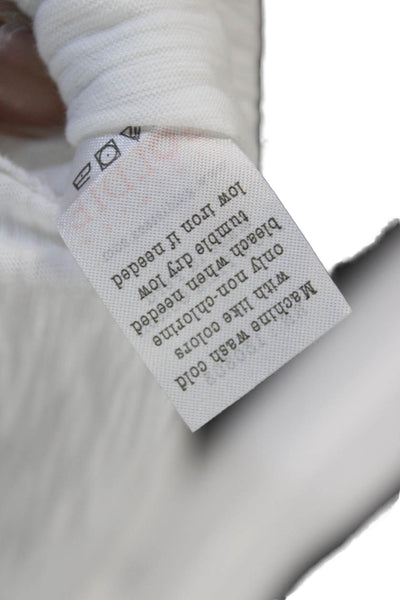 Machine wash cold
with like colors
only non-chlorine
bleach when needed
tumble dry low
low iron if needed